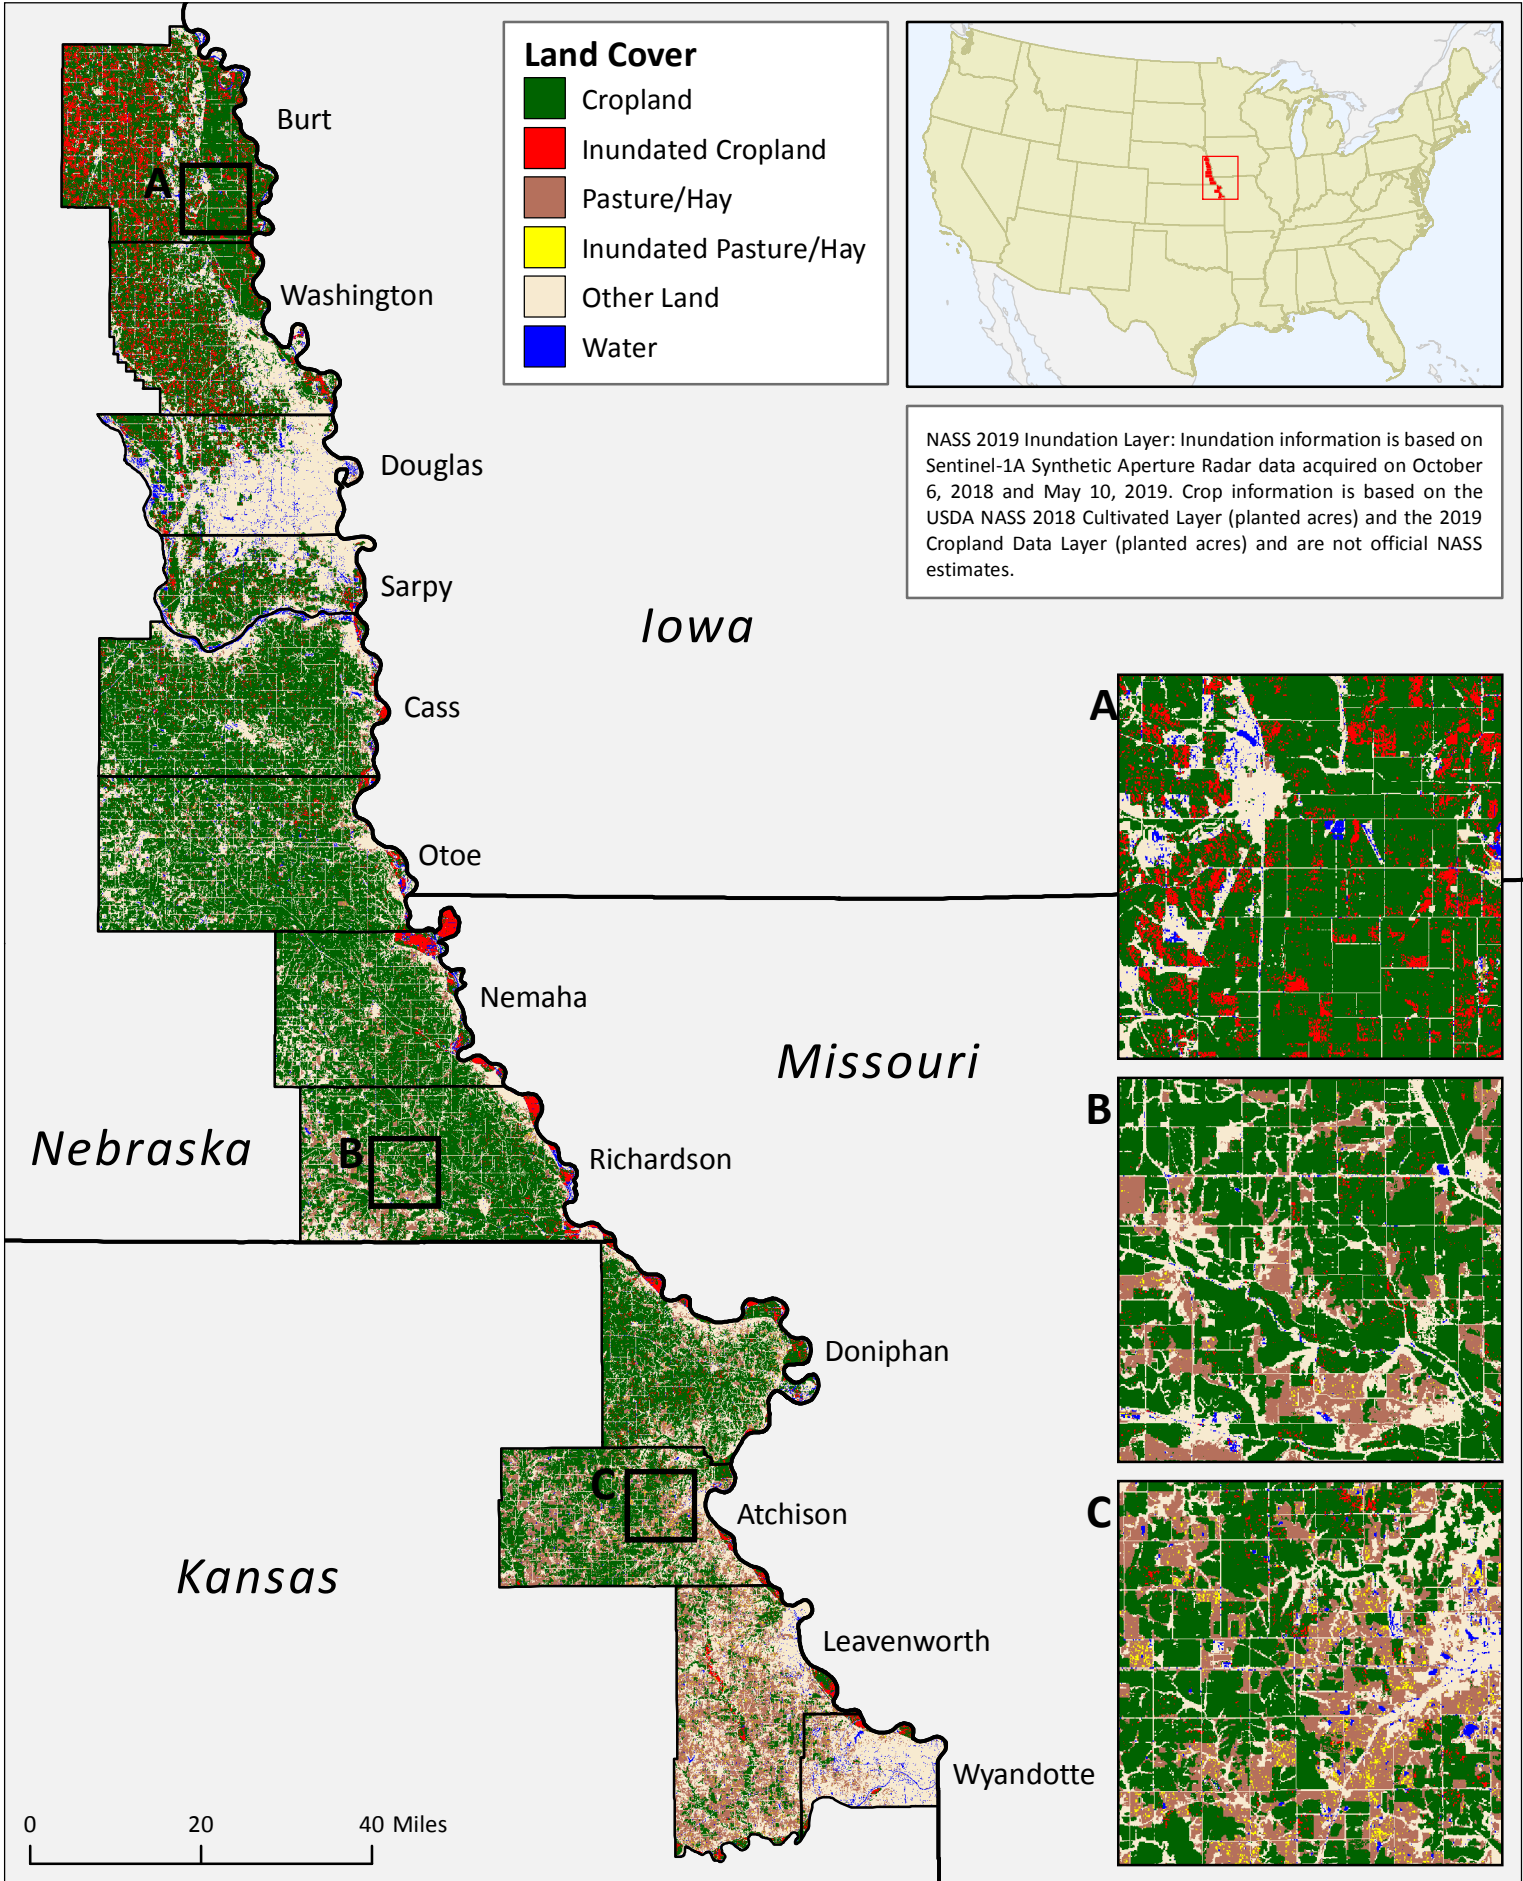 Land Cover
Cropland
Inundated Cropland
Pasture/Hay
Inundated Pasture/Hay
Other Land
Water
NASS 2019 Inundation Layer: Inundation information is based on
Sentinel-1A Synthetic Aperture Radar data acquired on October
6, 2018 and May 10, 2019. Crop information is based on the
USDA NASS 2018 Cultivated Layer (planted acres) and the 2019
Cropland Data Layer (planted acres) and are not official NASS
estimates.
Burt
A
Washington
Douglas
Sarpy
Iowa
Cass
Otoe
Nemaha
Missouri
Nebraska
B
Richardson
Doniphan
C
Atchison
Kansas
Leavenworth
Wyandotte
0 20 40 Miles
A
B
C